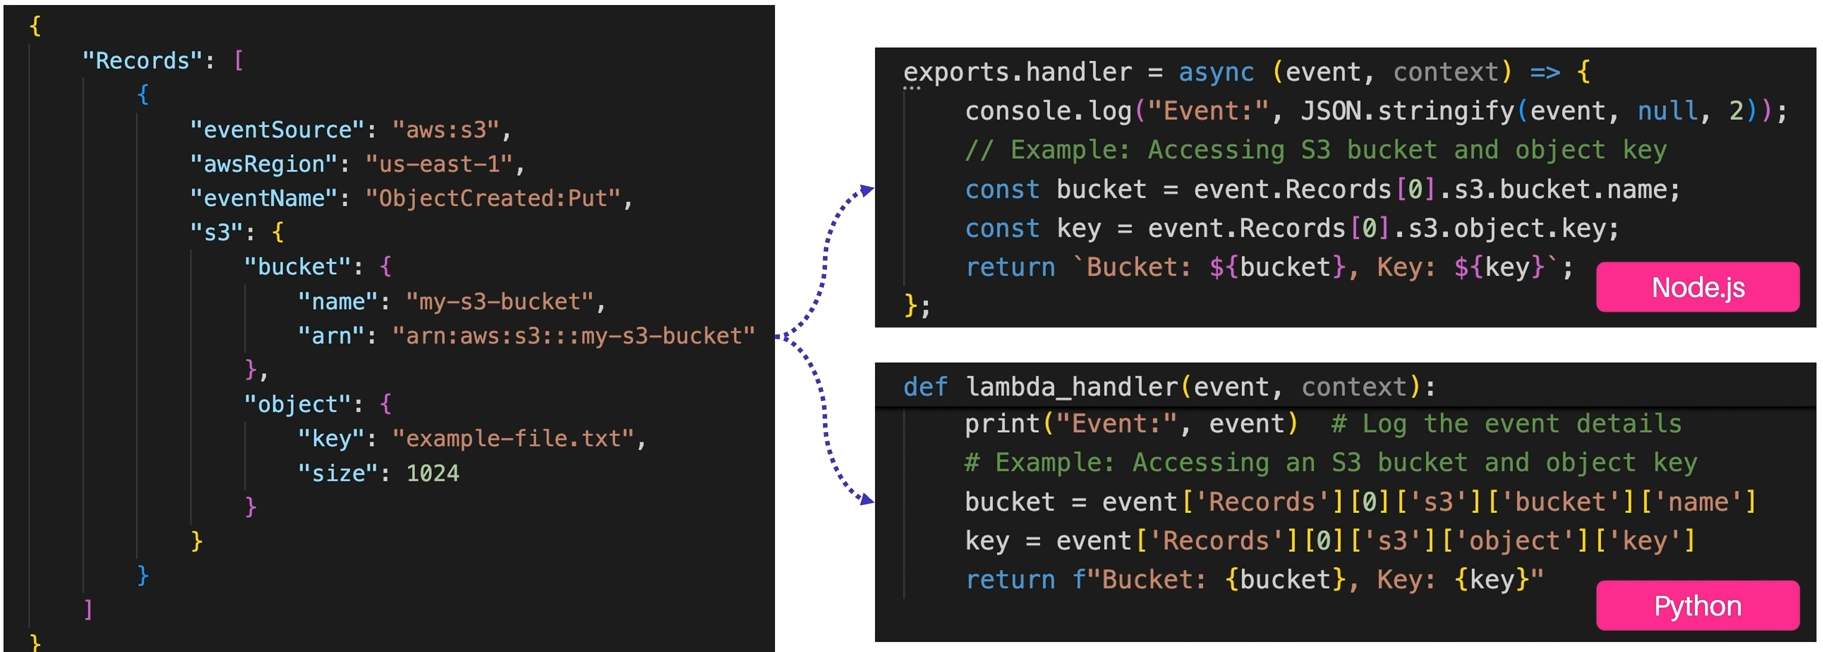 {
"Records": [
{
"eventSource": "aws:s3",
"awsRegion": "us-east-1",
"eventName": "ObjectCreated:Put",
"s3": {
"bucket": {
"name": "my-s3-bucket",
"arn": "arn:aws:s3:::my-s3-bucket"
},
"object": {
"key": "example-file.txt",
"size": 1024
}
}
}
]
}
exports.handler = async (event, context) => {
console.log("Event:", JSON.stringify(event, null, 2));
// Example: Accessing S3 bucket and object key
const bucket = event.Records[0].s3.bucket.name;
const key = event.Records[0].s3.object.key;
return `Bucket: ${bucket}, Key: ${key}`;
};
Node.js
def lambda_handler(event, context):
print("Event:", event)  # Log the event details
# Example: Accessing an S3 bucket and object key
bucket = event['Records'][0]['s3']['bucket']['name']
key = event['Records'][0]['s3']['object']['key']
return f"Bucket: {bucket}, Key: {key}"
Python